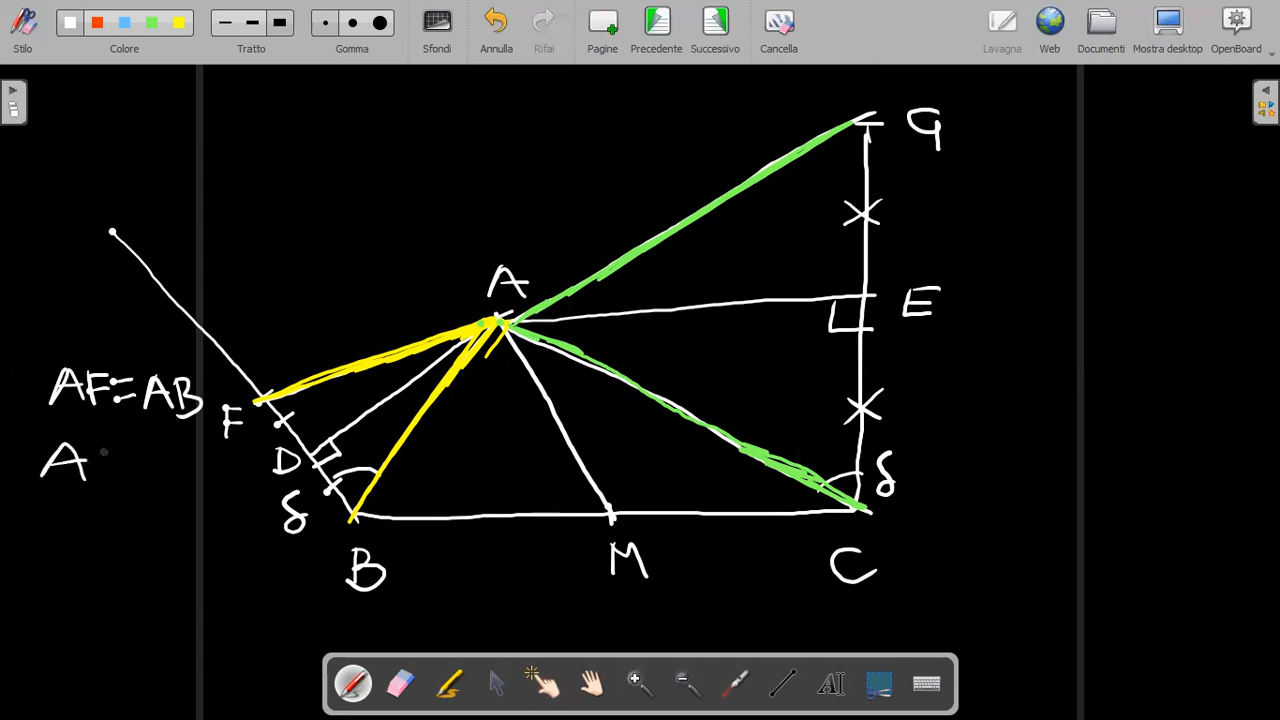 Stilo Colore Tratto Gomma Sfondi Annulla Rifai Pagine Precedente Successivo Cancella Lavagna Web Documenti Mostra desktop OpenBoard
G
A
E
AF=AB
F
A
D
δ
δ
B
M
C
AI